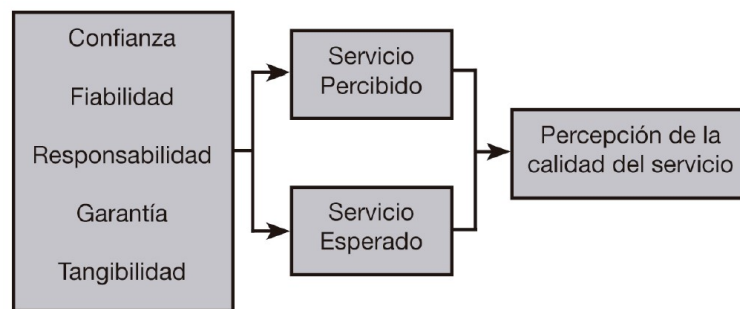 Confianza
Fiabilidad
Responsabilidad
Garantía
Tangibilidad
Servicio
Percibido
Servicio
Esperado
Percepción de la
calidad del servicio